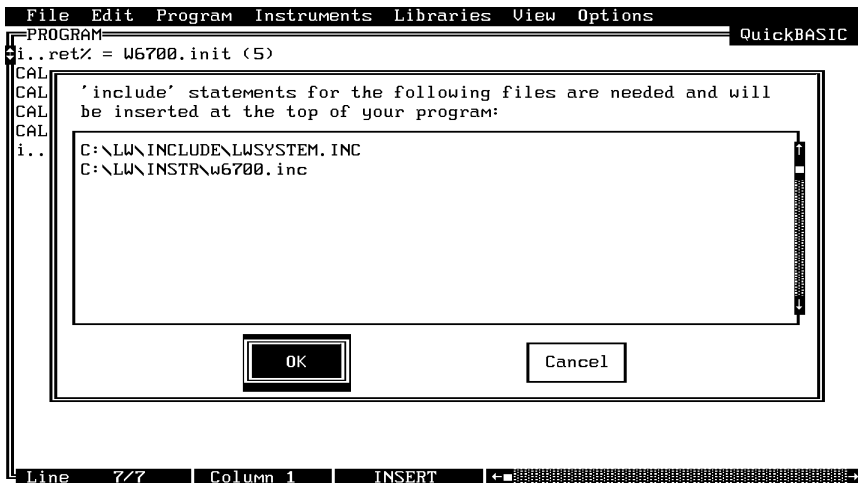 File Edit Program Instruments Libraries View Options
PROGRAM
QuickBASIC
i..ret% = W6700.init (5)
CAL
CAL
CAL
CAL
i..
'include' statements for the following files are needed and will
be inserted at the top of your program:
C:\LW\INCLUDE\LWSYSTEM.INC
C:\LW\INSTR\w6700.inc
OK
Cancel
Line 7/7 Column 1 INSERT